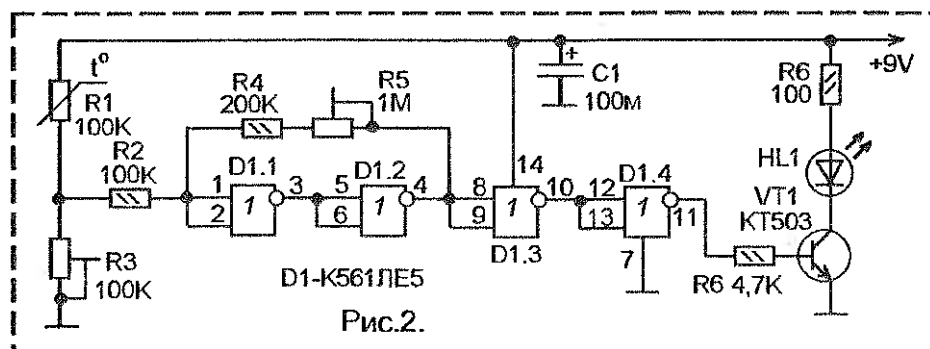 t°
R1
100K
R2
100K
R3
100K
R4
200K
R5
1M
D1.1
1
2
1
3
D1.2
5
6
1
4
14
8
9
1
10
D1.3
D1.4
12
13
1
11
7
C1
100м
+
+9V
R6
100
HL1
VT1
КТ503
R6 4,7K
D1-К561ЛЕ5
Рис.2.